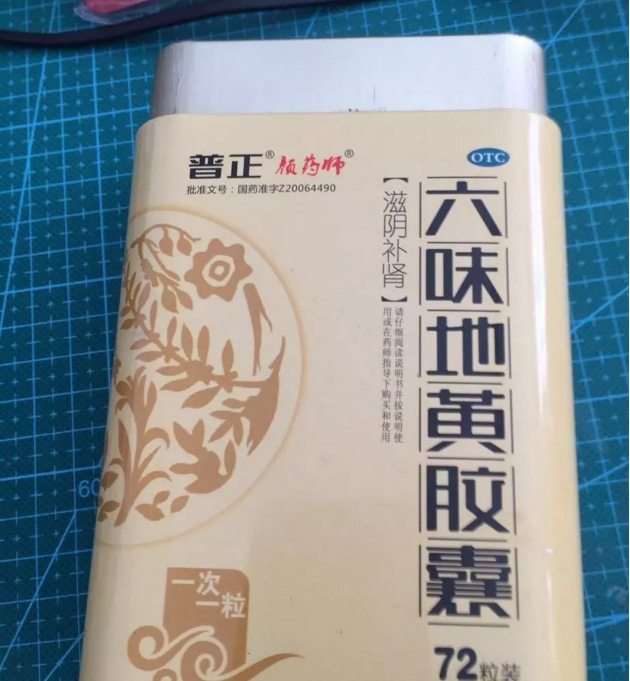 普正® 颜药师®
批准文号：国药准字Z20064490
OTC
六味地黄胶囊
【滋阴补肾】
请仔细阅读说明书并按说明使
用或在药师指导下购买和使用
一次
一粒
72粒装
60